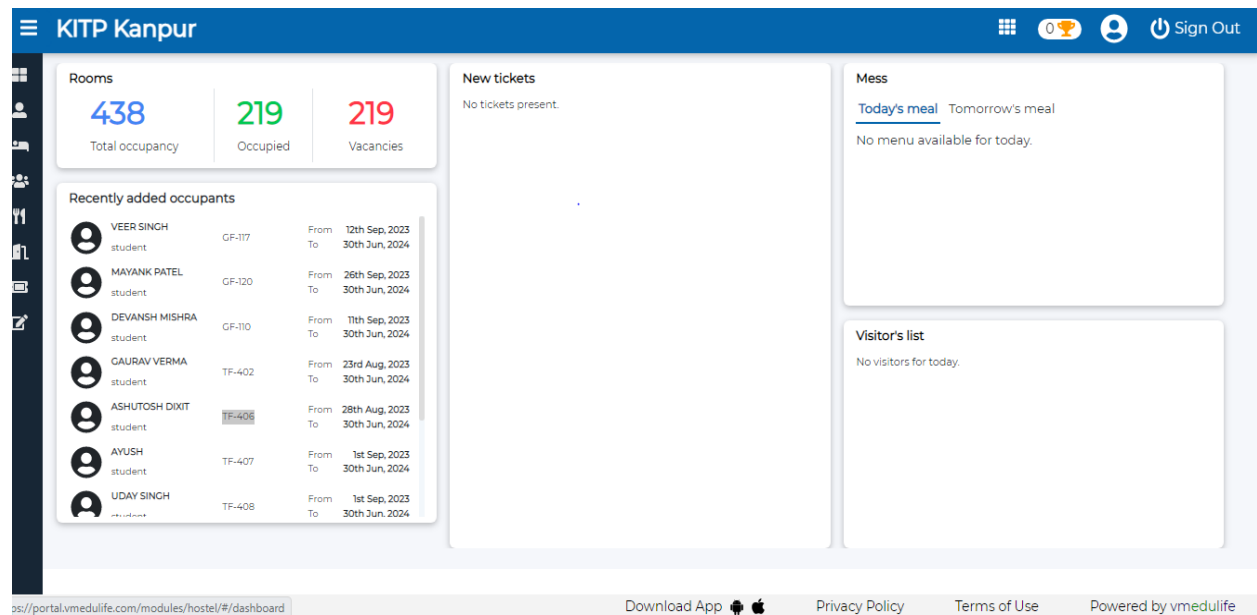 KITP Kanpur
0
Sign Out
Rooms
438
219
219
Total occupancy
Occupied
Vacancies
Recently added occupants
VEER SINGH
student
GF-117
From 12th Sep, 2023
To 30th Jun, 2024
MAYANK PATEL
student
GF-120
From 26th Sep, 2023
To 30th Jun, 2024
DEVANSH MISHRA
student
GF-110
From 11th Sep, 2023
To 30th Jun, 2024
GAURAV VERMA
student
TF-402
From 23rd Aug, 2023
To 30th Jun, 2024
ASHUTOSH DIXIT
student
TF-406
From 28th Aug, 2023
To 30th Jun, 2024
AYUSH
student
TF-407
From 1st Sep, 2023
To 30th Jun, 2024
UDAY SINGH
student
TF-408
From 1st Sep, 2023
To 30th Jun, 2024
New tickets
No tickets present.
Mess
Today's meal Tomorrow's meal
No menu available for today.
Visitor's list
No visitors for today.
ps://portal.vmedulife.com/modules/hostel/#/dashboard
Download App
Privacy Policy
Terms of Use
Powered by vmedulife